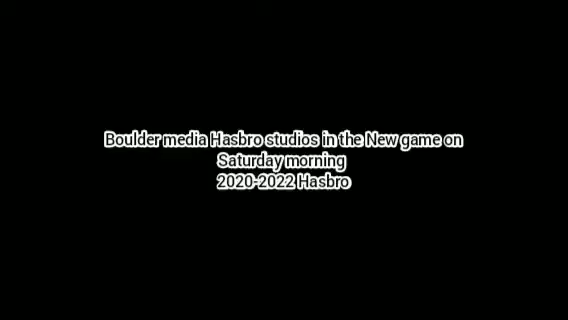 Boulder media Hasbro studios in the New game on
Saturday morning
2020-2022 Hasbro